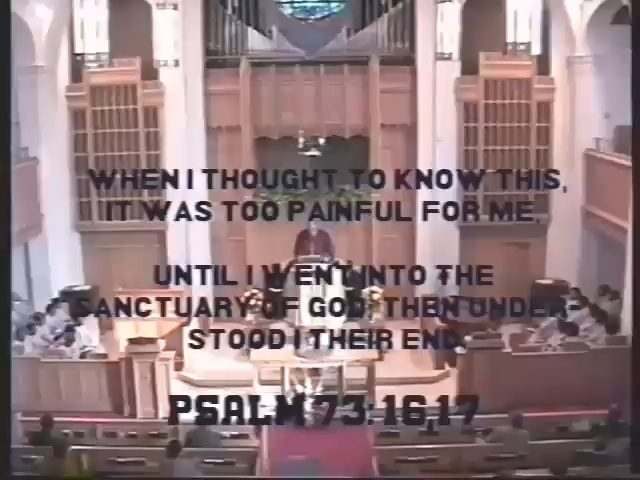 WHEN I THOUGHT TO KNOW THIS,
IT WAS TOO PAINFUL FOR ME,
UNTIL I WENT INTO THE
SANCTUARY OF GOD; THEN UNDER-
STOOD I THEIR END.
PSALM 73:16,17